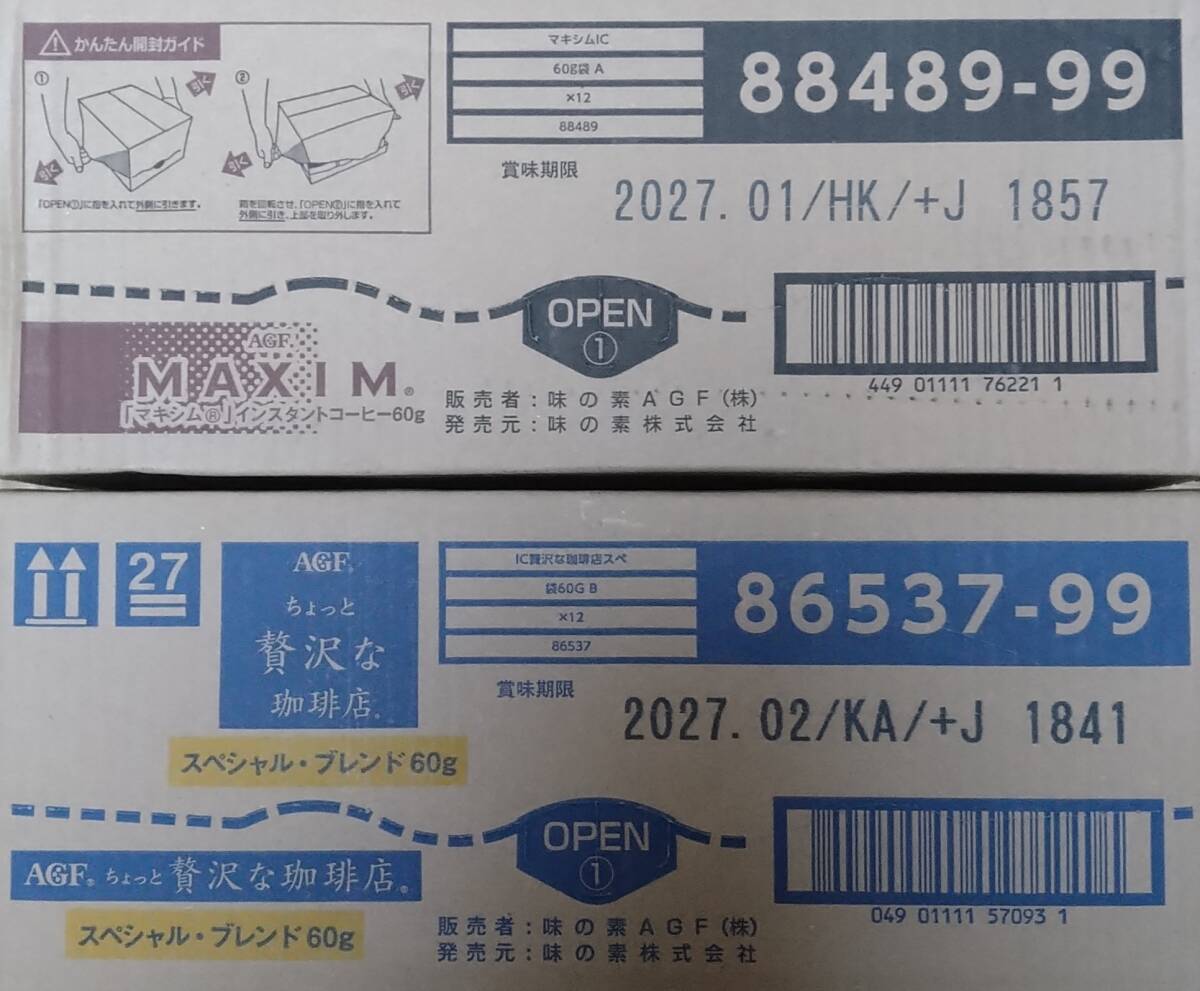 かんたん開封ガイド
①
引く
引く
②
引く
引く
「OPEN①」に指を入れて外側に引きます。
箱を回転させ、「OPEN②」に指を入れて
外側に引き、上部を取り外します。
マキシムIC
60g袋 A
×12
88489
88489-99
賞味期限
2027. 01/HK/+J 1857
OPEN
①
449 01111 76221 1
AGF®
MAXIM®
「マキシム®」インスタントコーヒー60g
販売者：味の素AGF（株）
発売元：味の素株式会社
27
AGF®
ちょっと
贅沢な
珈琲店®
スペシャル・ブレンド60g
IC贅沢な珈琲店スペ
袋60G B
×12
86537
86537-99
賞味期限
2027. 02/KA/+J 1841
OPEN
①
049 01111 57093 1
AGF® ちょっと贅沢な珈琲店®
スペシャル・ブレンド60g
販売者：味の素AGF（株）
発売元：味の素株式会社